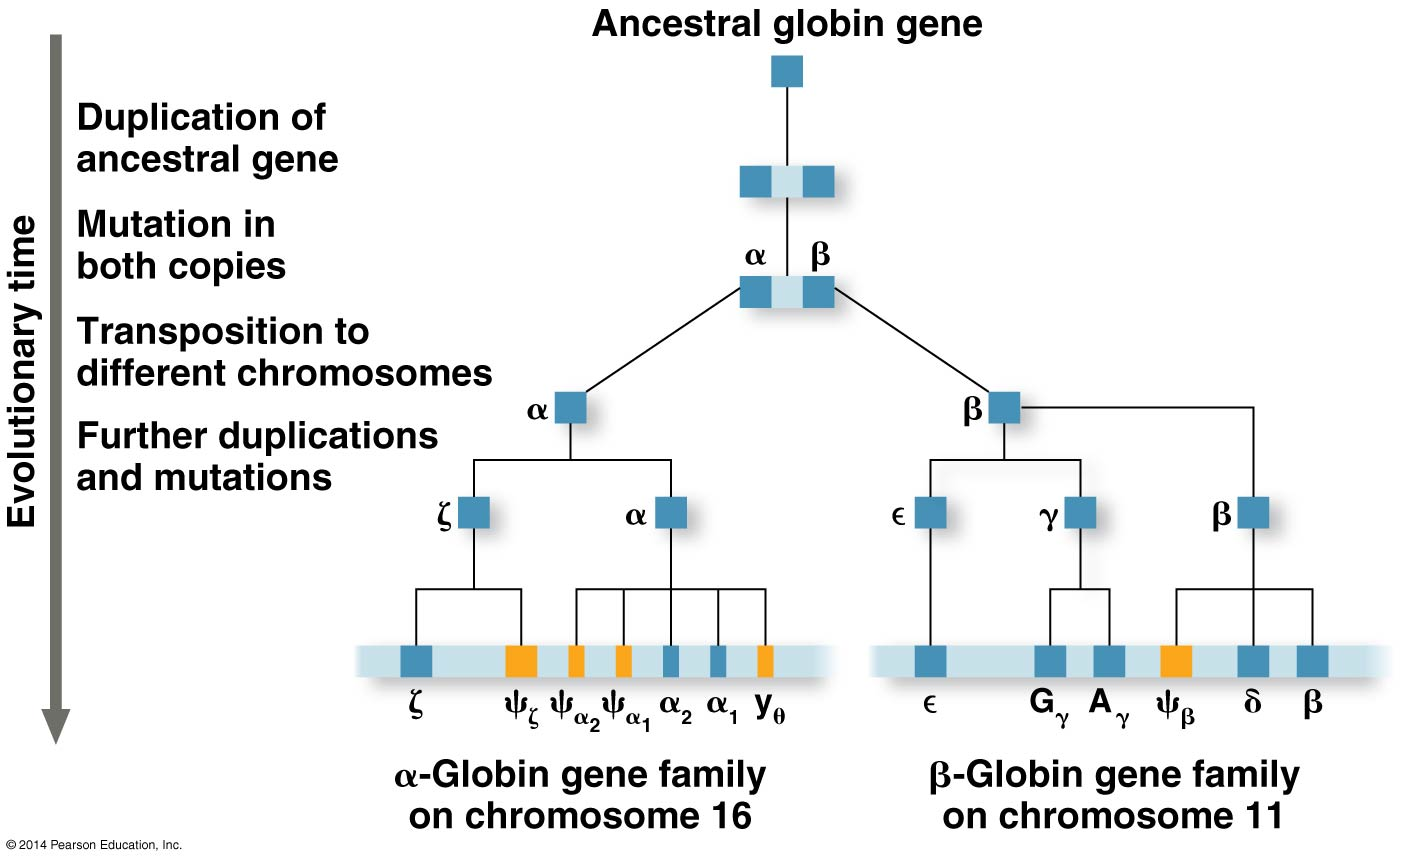 Ancestral globin gene
Evolutionary time
Duplication of
ancestral gene
Mutation in
both copies
α β
Transposition to
different chromosomes
α β
Further duplications
and mutations
ζ α ϵ γ β
ζ ψζ ψα2 ψα1 α2 α1 yθ ϵ Gγ Aγ ψβ δ β
α-Globin gene family
on chromosome 16
β-Globin gene family
on chromosome 11
© 2014 Pearson Education, Inc.